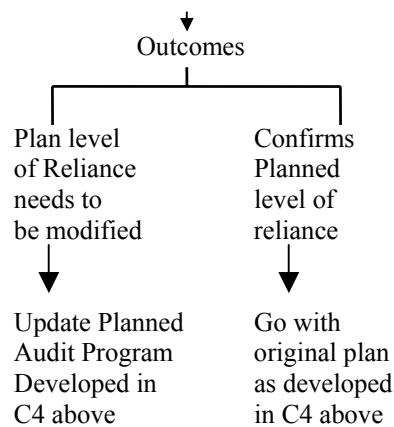 Outcomes
Plan level
of Reliance
needs to
be modified
Confirms
Planned
level of
reliance
Update Planned
Audit Program
Developed in
C4 above
Go with
original plan
as developed
in C4 above